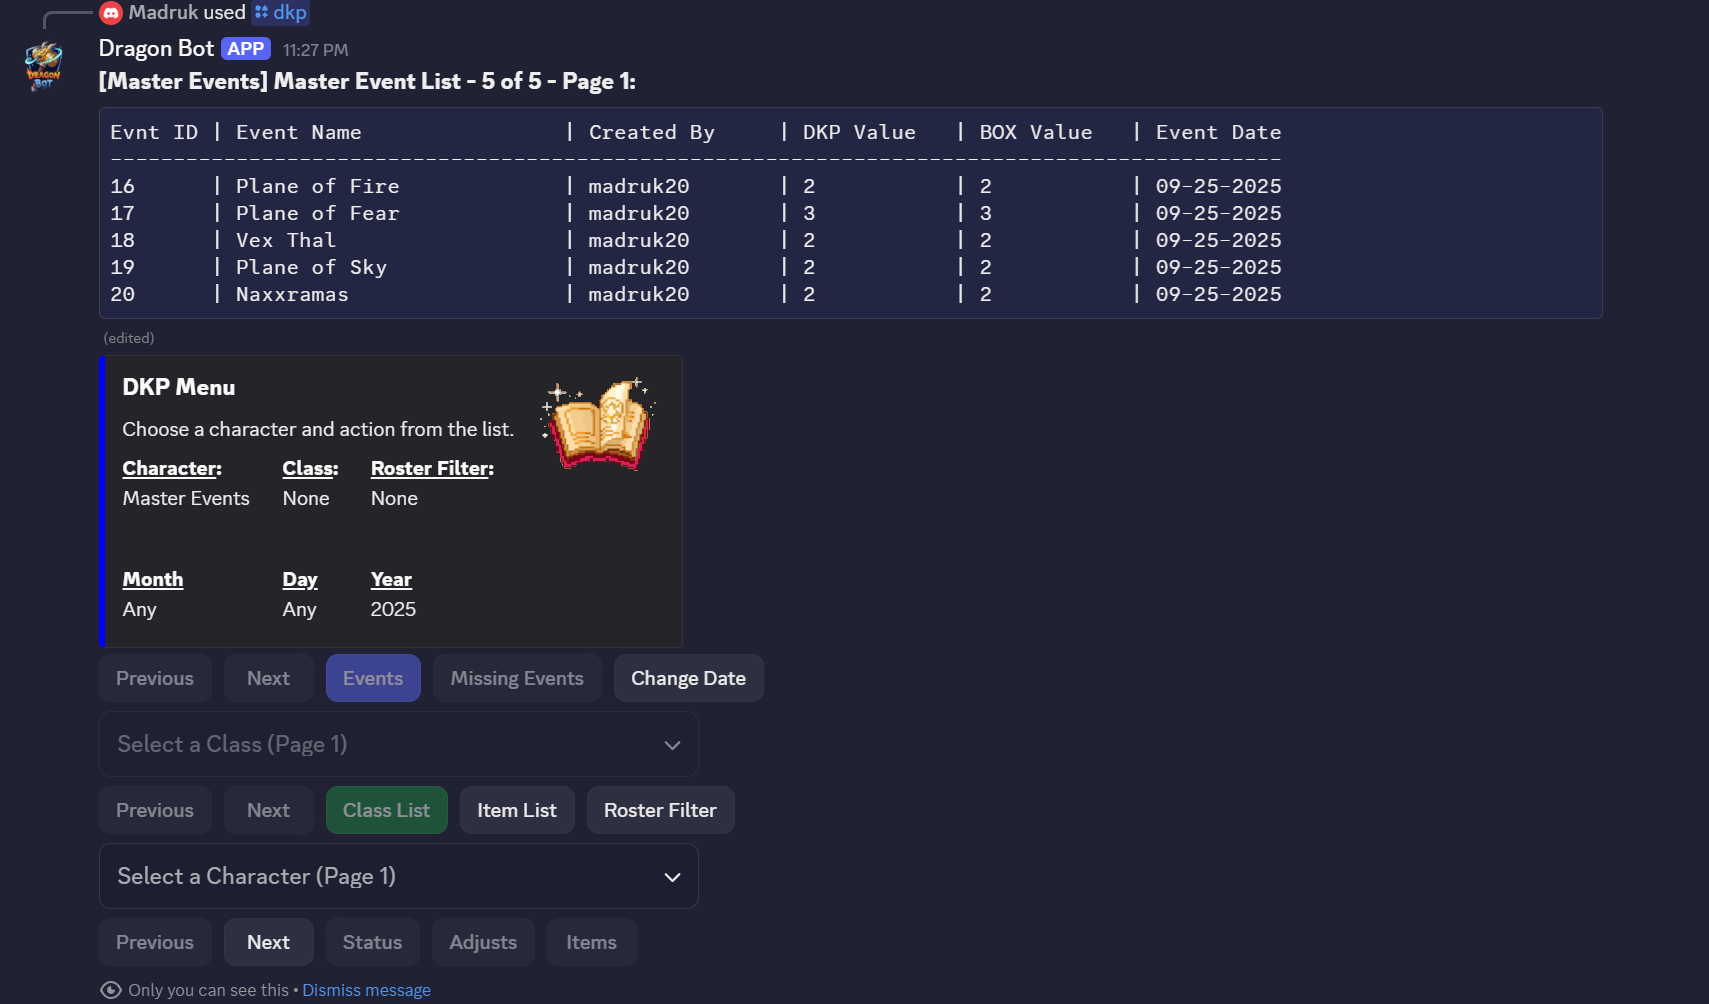 Madruk used dkp
Dragon Bot APP 11:27 PM
DRAGON
BOT
[Master Events] Master Event List - 5 of 5 - Page 1:
Evnt ID | Event Name | Created By | DKP Value | BOX Value | Event Date
---------------------------------------------------------------------------------------------
16 | Plane of Fire | madruk20 | 2 | 2 | 09-25-2025
17 | Plane of Fear | madruk20 | 3 | 3 | 09-25-2025
18 | Vex Thal | madruk20 | 2 | 2 | 09-25-2025
19 | Plane of Sky | madruk20 | 2 | 2 | 09-25-2025
20 | Naxxramas | madruk20 | 2 | 2 | 09-25-2025
(edited)
DKP Menu
Choose a character and action from the list.
Character: Class: Roster Filter:
Master Events None None
Month Day Year
Any Any 2025
Previous Next Events Missing Events Change Date
Select a Class (Page 1)
Previous Next Class List Item List Roster Filter
Select a Character (Page 1)
Previous Next Status Adjusts Items
Only you can see this • Dismiss message